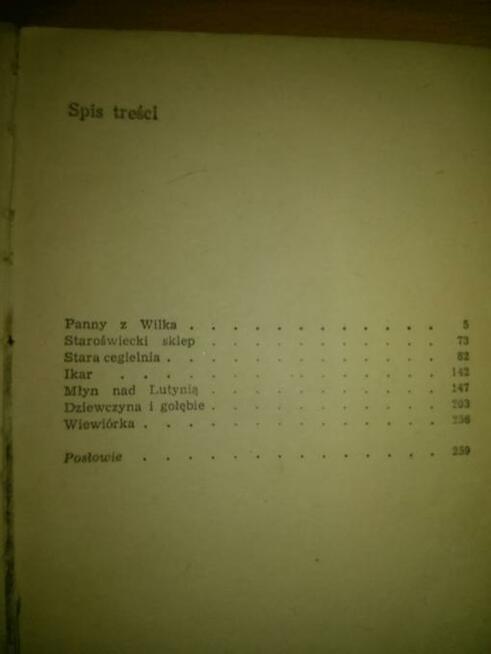 Spis treści
Panny z Wilka . . . . . . . . . . . . 5
Staroświecki sklep . . . . . . . . . . . 73
Stara cegielnia . . . . . . . . . . . . . 82
Ikar . . . . . . . . . . . . . . . 142
Młyn nad Lutynią . . . . . . . . . . . 147
Dziewczyna i gołębie . . . . . . . . . . . 203
Wiewiórka . . . . . . . . . . . . . . 256
Posłowie . . . . . . . . . . . . . . 259